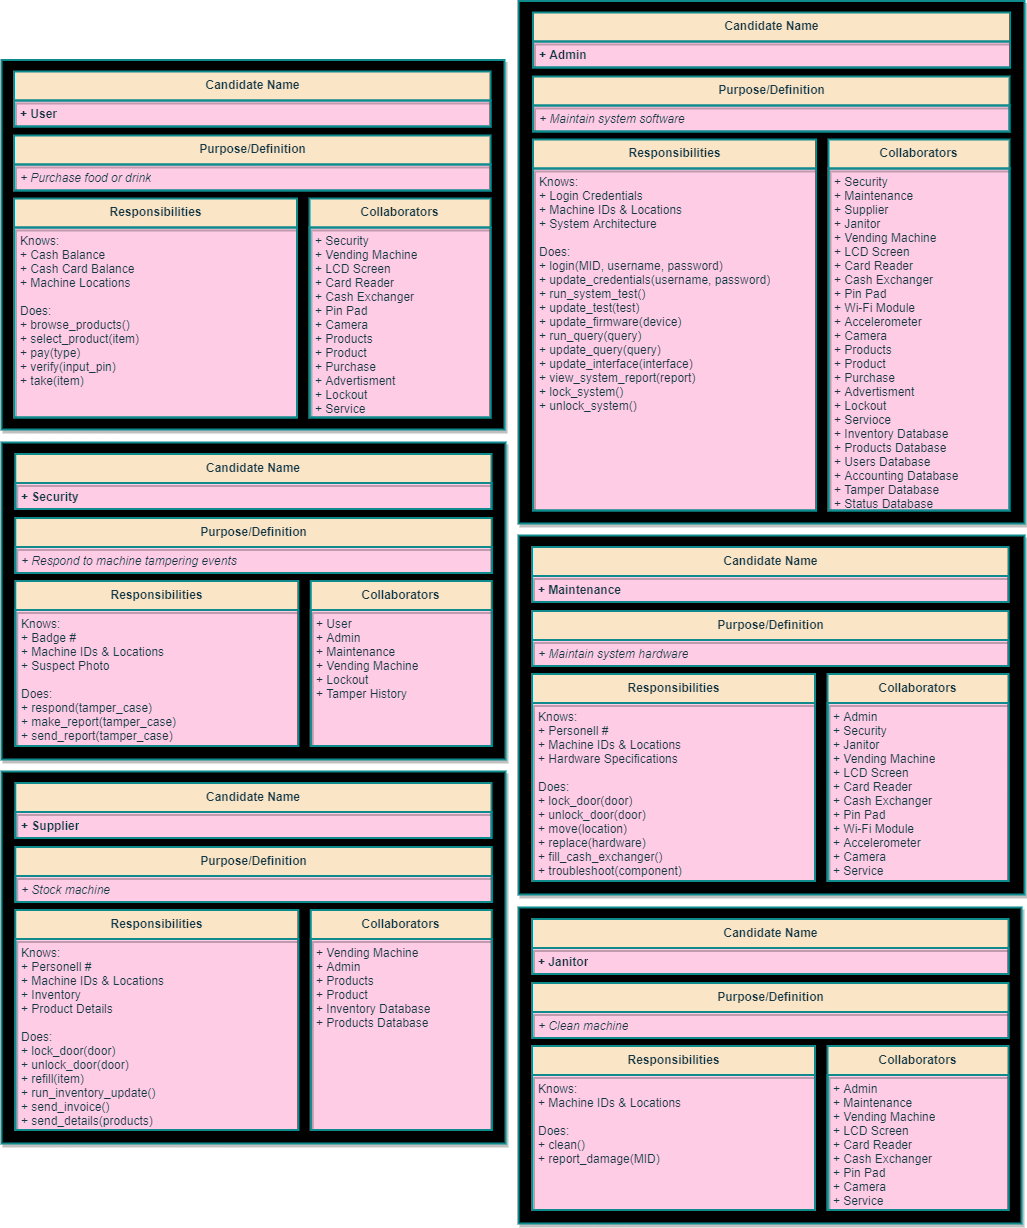 Candidate Name
+ User
Purpose/Definition
+ Purchase food or drink
Responsibilities
Knows:
+ Cash Balance
+ Cash Card Balance
+ Machine Locations
Does:
+ browse_products()
+ select_product(item)
+ pay(type)
+ verify(input_pin)
+ take(item)
Collaborators
+ Security
+ Vending Machine
+ LCD Screen
+ Card Reader
+ Cash Exchanger
+ Pin Pad
+ Camera
+ Products
+ Product
+ Purchase
+ Advertisment
+ Lockout
+ Service
Candidate Name
+ Security
Purpose/Definition
+ Respond to machine tampering events
Responsibilities
Knows:
+ Badge #
+ Machine IDs & Locations
+ Suspect Photo
Does:
+ respond(tamper_case)
+ make_report(tamper_case)
+ send_report(tamper_case)
Collaborators
+ User
+ Admin
+ Maintenance
+ Vending Machine
+ Lockout
+ Tamper History
Candidate Name
+ Supplier
Purpose/Definition
+ Stock machine
Responsibilities
Knows:
+ Personell #
+ Machine IDs & Locations
+ Inventory
+ Product Details
Does:
+ lock_door(door)
+ unlock_door(door)
+ refill(item)
+ run_inventory_update()
+ send_invoice()
+ send_details(products)
Collaborators
+ Vending Machine
+ Admin
+ Products
+ Product
+ Inventory Database
+ Products Database
Candidate Name
+ Admin
Purpose/Definition
+ Maintain system software
Responsibilities
Knows:
+ Login Credentials
+ Machine IDs & Locations
+ System Architecture
Does:
+ login(MID, username, password)
+ update_credentials(username, password)
+ run_system_test()
+ update_test(test)
+ update_firmware(device)
+ run_query(query)
+ update_query(query)
+ update_interface(interface)
+ view_system_report(report)
+ lock_system()
+ unlock_system()
Collaborators
+ Security
+ Maintenance
+ Supplier
+ Janitor
+ Vending Machine
+ LCD Screen
+ Card Reader
+ Cash Exchanger
+ Pin Pad
+ Wi-Fi Module
+ Accelerometer
+ Camera
+ Products
+ Product
+ Purchase
+ Advertisment
+ Lockout
+ Servioce
+ Inventory Database
+ Products Database
+ Users Database
+ Accounting Database
+ Tamper Database
+ Status Database
Candidate Name
+ Maintenance
Purpose/Definition
+ Maintain system hardware
Responsibilities
Knows:
+ Personell #
+ Machine IDs & Locations
+ Hardware Specifications
Does:
+ lock_door(door)
+ unlock_door(door)
+ move(location)
+ replace(hardware)
+ fill_cash_exchanger()
+ troubleshoot(component)
Collaborators
+ Admin
+ Security
+ Janitor
+ Vending Machine
+ LCD Screen
+ Card Reader
+ Cash Exchanger
+ Pin Pad
+ Wi-Fi Module
+ Accelerometer
+ Camera
+ Service
Candidate Name
+ Janitor
Purpose/Definition
+ Clean machine
Responsibilities
Knows:
+ Machine IDs & Locations
Does:
+ clean()
+ report_damage(MID)
Collaborators
+ Admin
+ Maintenance
+ Vending Machine
+ LCD Screen
+ Card Reader
+ Cash Exchanger
+ Pin Pad
+ Camera
+ Service